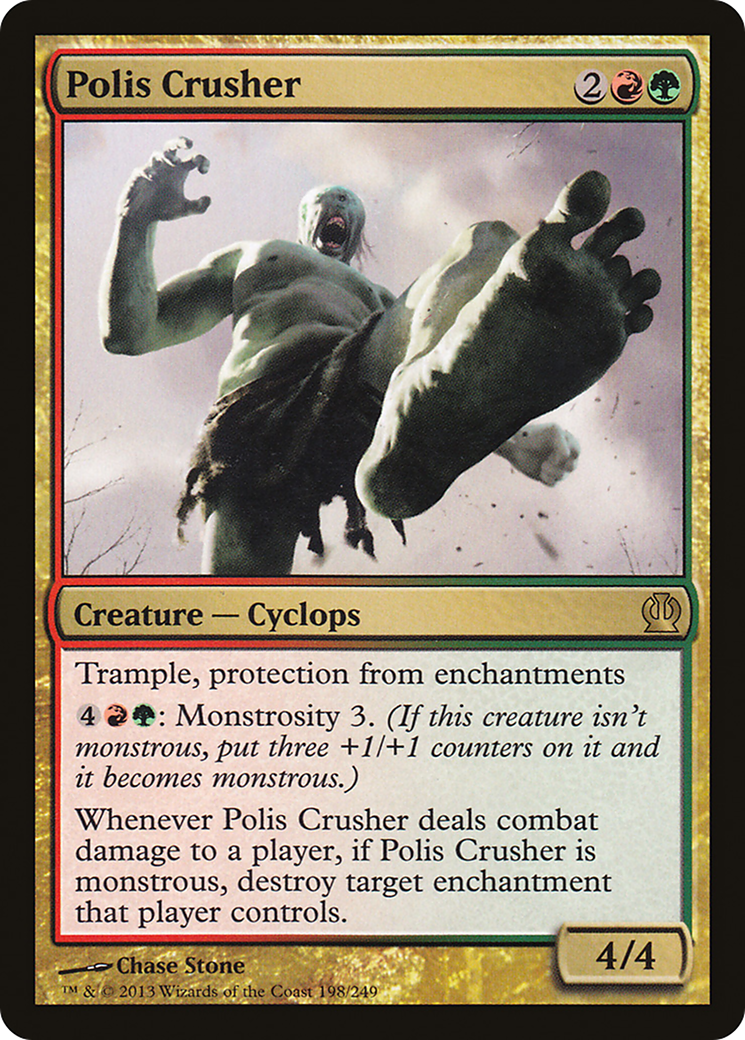 Polis Crusher 2
Creature — Cyclops
Trample, protection from enchantments
4: Monstrosity 3. (If this creature isn't
monstrous, put three +1/+1 counters on it and
it becomes monstrous.)
Whenever Polis Crusher deals combat
damage to a player, if Polis Crusher is
monstrous, destroy target enchantment
that player controls.
4/4
Chase Stone
™ & © 2013 Wizards of the Coast 198/249